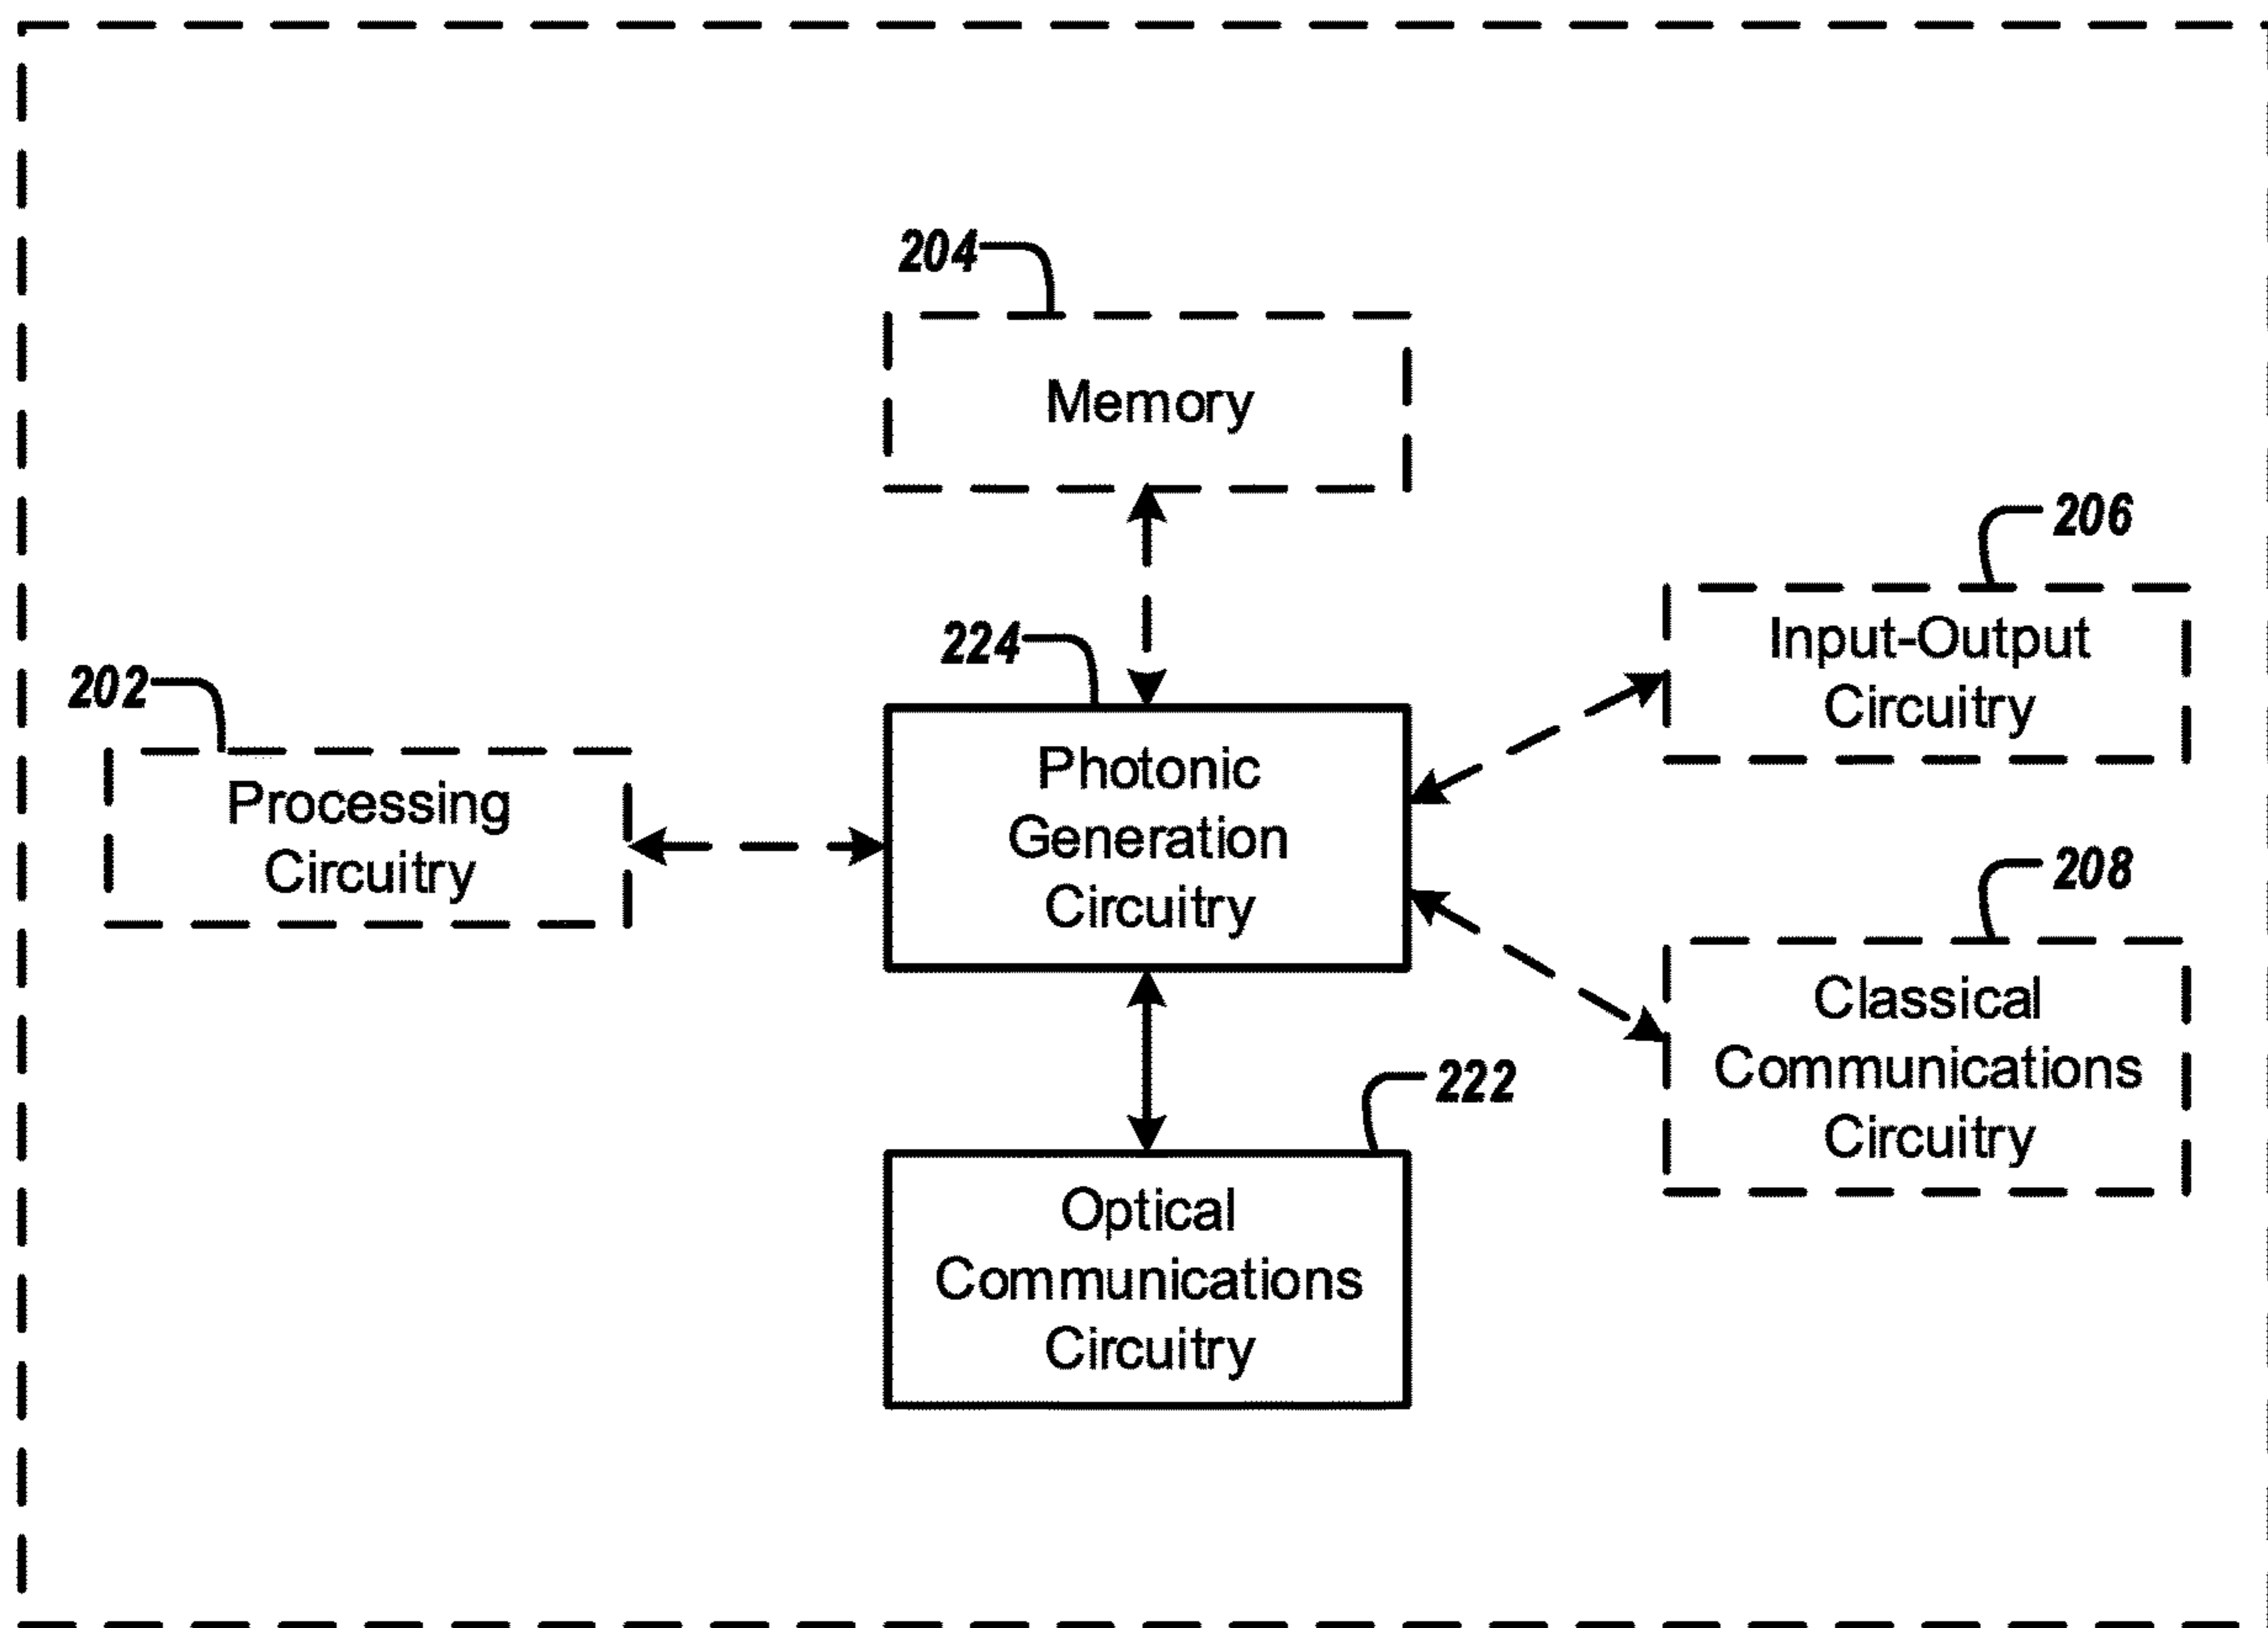 204
Memory
206
Input-Output
Circuitry
224
202
Photonic
Generation
Circuitry
Processing
Circuitry
208
Classical
Communications
Circuitry
222
Optical
Communications
Circuitry